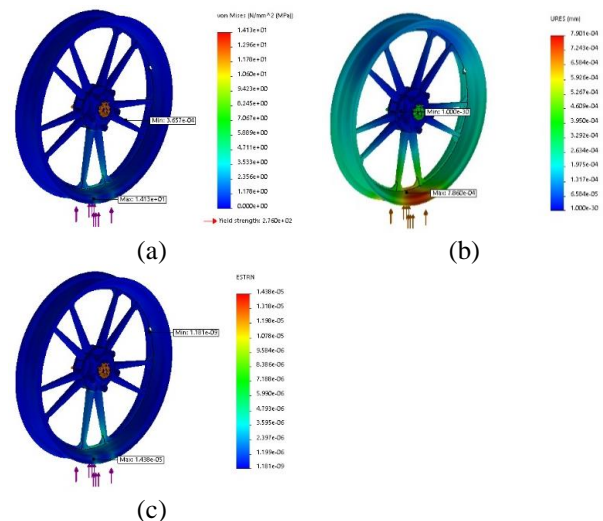 von Mises (N/mm^2 (MPa))
1.413e+01
1.296e+01
1.178e+01
1.060e+01
9.422e+00
8.244e+00
7.067e+00
5.889e+00
4.711e+00
3.533e+00
2.356e+00
1.178e+00
0.000e+00
Yield strength: 2.760e+02
Min: 3.657e-04
Max: 1.413e+01
(a)
URES (mm)
7.901e-04
7.243e-04
6.584e-04
5.926e-04
5.267e-04
4.609e-04
3.951e-04
3.292e-04
2.634e-04
1.975e-04
1.317e-04
6.584e-05
1.000e-30
Min: 1.000e-30
Max: 7.860e-04
(b)
ESTRN
1.438e-05
1.318e-05
1.198e-05
1.078e-05
9.584e-06
8.386e-06
7.188e-06
5.990e-06
4.793e-06
3.595e-06
2.397e-06
1.199e-06
1.181e-09
Min: 1.181e-09
Max: 1.438e-05
(c)